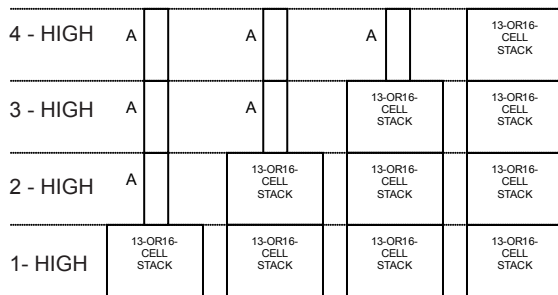 4 - HIGH A A A 13-OR16-
CELL
STACK
3 - HIGH A A 13-OR16-
CELL
STACK 13-OR16-
CELL
STACK
2 - HIGH A 13-OR16-
CELL
STACK 13-OR16-
CELL
STACK 13-OR16-
CELL
STACK
1- HIGH 13-OR16-
CELL
STACK 13-OR16-
CELL
STACK 13-OR16-
CELL
STACK 13-OR16-
CELL
STACK